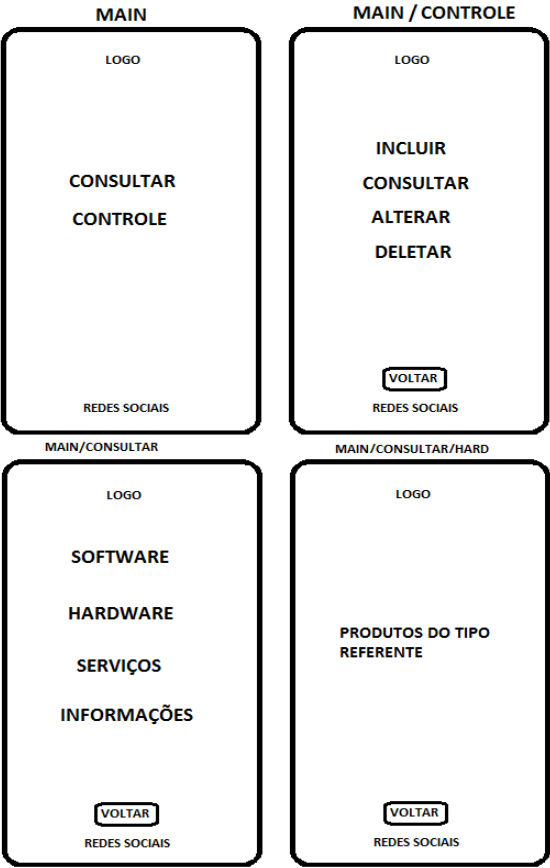 MAIN
LOGO
CONSULTAR
CONTROLE
REDES SOCIAIS
MAIN / CONTROLE
LOGO
INCLUIR
CONSULTAR
ALTERAR
DELETAR
VOLTAR
REDES SOCIAIS
MAIN/CONSULTAR
LOGO
SOFTWARE
HARDWARE
SERVIÇOS
INFORMAÇÕES
VOLTAR
REDES SOCIAIS
MAIN/CONSULTAR/HARD
LOGO
PRODUTOS DO TIPO
REFERENTE
VOLTAR
REDES SOCIAIS